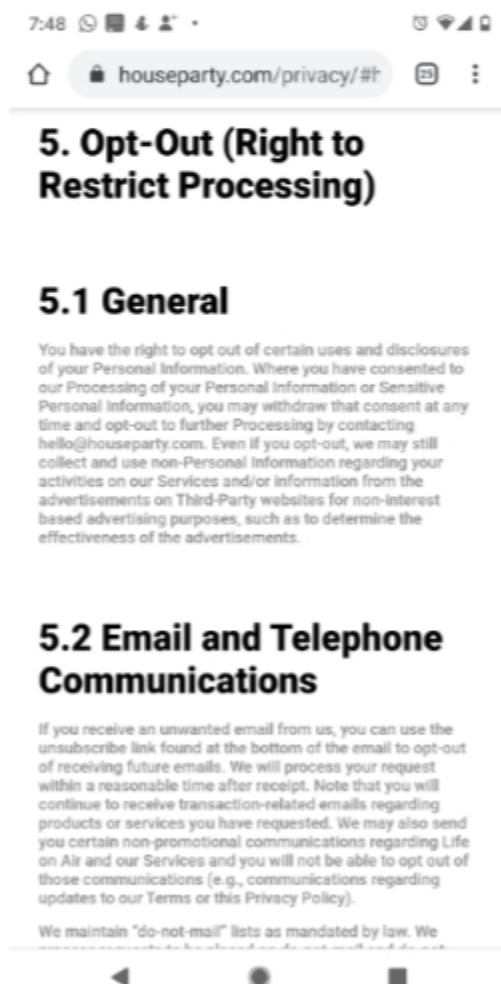 7:48
houseparty.com/privacy/#h
25
5. Opt-Out (Right to
Restrict Processing)
5.1 General
You have the right to opt out of certain uses and disclosures
of your Personal Information. Where you have consented to
our Processing of your Personal Information or Sensitive
Personal Information, you may withdraw that consent at any
time and opt-out to further Processing by contacting
hello@houseparty.com. Even if you opt-out, we may still
collect and use non-Personal Information regarding your
activities on our Services and/or information from the
advertisements on Third-Party websites for non-interest
based advertising purposes, such as to determine the
effectiveness of the advertisements.
5.2 Email and Telephone
Communications
If you receive an unwanted email from us, you can use the
unsubscribe link found at the bottom of the email to opt-out
of receiving future emails. We will process your request
within a reasonable time after receipt. Note that you will
continue to receive transaction-related emails regarding
products or services you have requested. We may also send
you certain non-promotional communications regarding Life
on Air and our Services and you will not be able to opt out of
those communications (e.g., communications regarding
updates to our Terms or this Privacy Policy).
We maintain "do-not-mail" lists as mandated by law. We